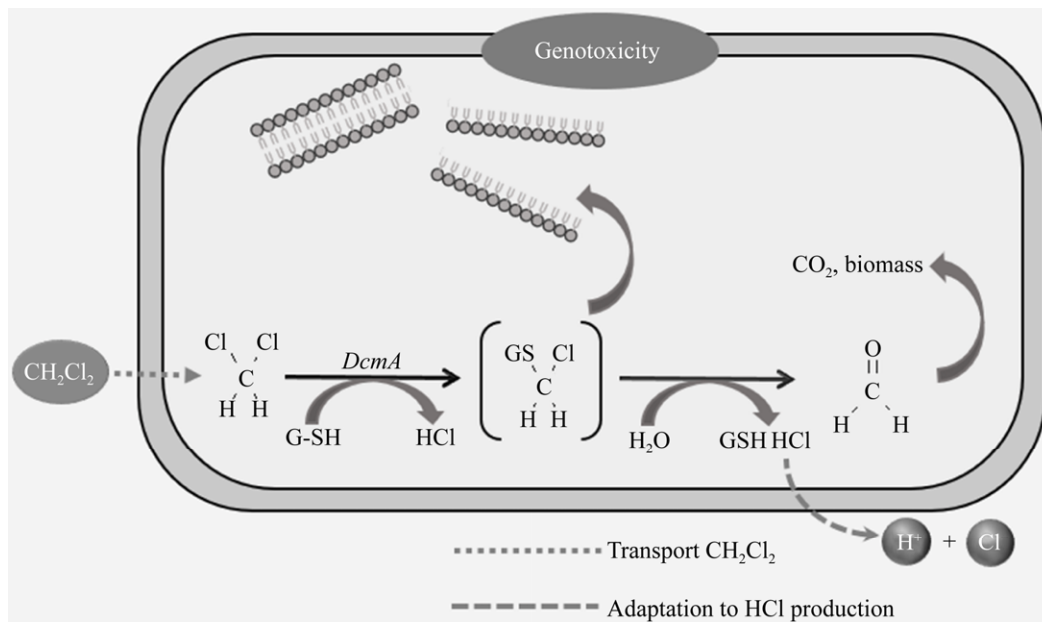 Genotoxicity
CO₂, biomass
CH₂Cl₂
Cl Cl
C
H H
DcmA
G-SH HCl
GS Cl
C
H H
H₂O GSH HCl
O
C
H H
H⁺ + Cl
Transport CH₂Cl₂
Adaptation to HCl production